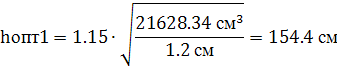 hопт1 = 1.15· √(21628.34 см³ / 1.2 см) = 154.4 см